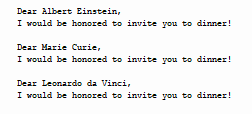 Dear Albert Einstein,
I would be honored to invite you to dinner!

Dear Marie Curie,
I would be honored to invite you to dinner!

Dear Leonardo da Vinci,
I would be honored to invite you to dinner!